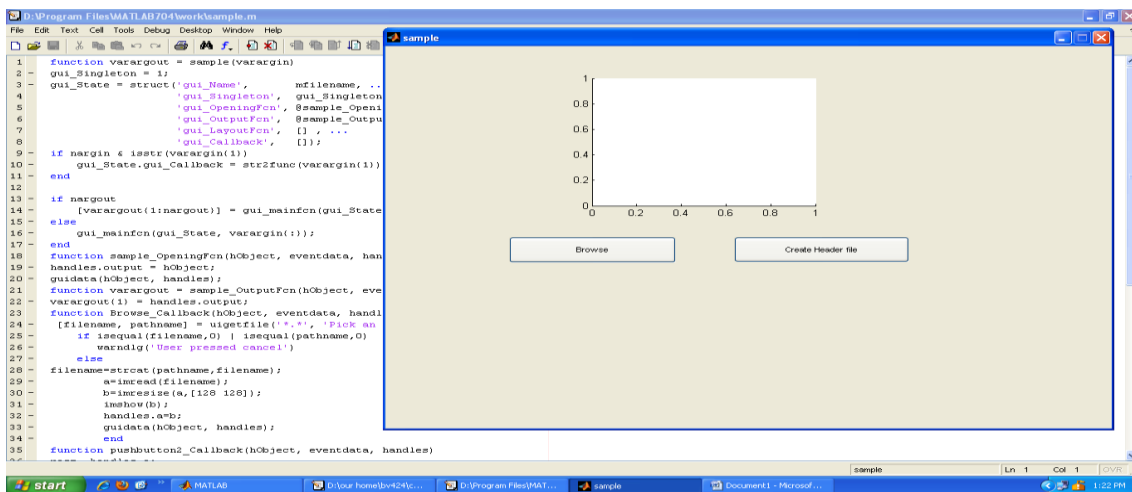 D:\Program Files\MATLAB704\work\sample.m
File Edit Text Cell Tools Debug Desktop Window Help
1 function varargout = sample(varargin)
2 - gui_Singleton = 1;
3 - gui_State = struct('gui_Name', mfilename, ..
4 'gui_Singleton', gui_Singleton
5 'gui_OpeningFcn', @sample_Openi
6 'gui_OutputFcn', @sample_Outpu
7 'gui_LayoutFcn', [] , ...
8 'gui_Callback', []);
9 - if nargin & isstr(varargin{1})
10 - gui_State.gui_Callback = str2func(varargin{1})
11 - end
12
13 - if nargout
14 - [varargout{1:nargout}] = gui_mainfcn(gui_State
15 - else
16 - gui_mainfcn(gui_State, varargin{:});
17 - end
18 function sample_OpeningFcn(hObject, eventdata, han
19 - handles.output = hObject;
20 - guidata(hObject, handles);
21 function varargout = sample_OutputFcn(hObject, eve
22 - varargout{1} = handles.output;
23 function Browse_Callback(hObject, eventdata, handl
24 - [filename, pathname] = uigetfile('*.*', 'Pick an
25 - if isequal(filename,0) | isequal(pathname,0)
26 - warndlg('User pressed cancel')
27 - else
28 - filename=strcat(pathname,filename);
29 - a=imread(filename);
30 - b=imresize(a,[128 128]);
31 - imshow(b);
32 - handles.a=b;
33 - guidata(hObject, handles);
34 - end
35 function pushbutton2_Callback(hObject, eventdata, handles)
sample
1
0.8
0.6
0.4
0.2
0
0 0.2 0.4 0.6 0.8 1
Browse Create Header file
sample Ln 1 Col 1 OVR
start MATLAB D:\our home\bv424\c... D:\Program Files\MAT... sample Document1 - Microsof... 1:22 PM